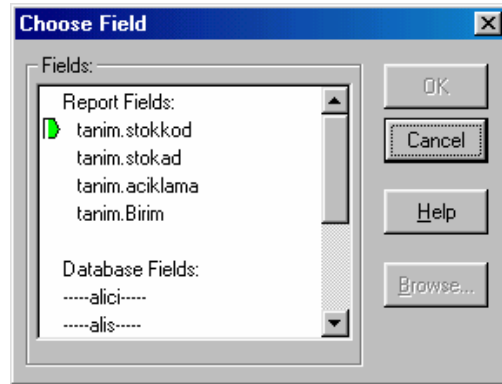 Choose Field
Fields:
Report Fields:
tanim.stokkod
tanim.stokad
tanim.aciklama
tanim.Birim
Database Fields:
-----alici-----
-----alis-----
OK
Cancel
Help
Browse...